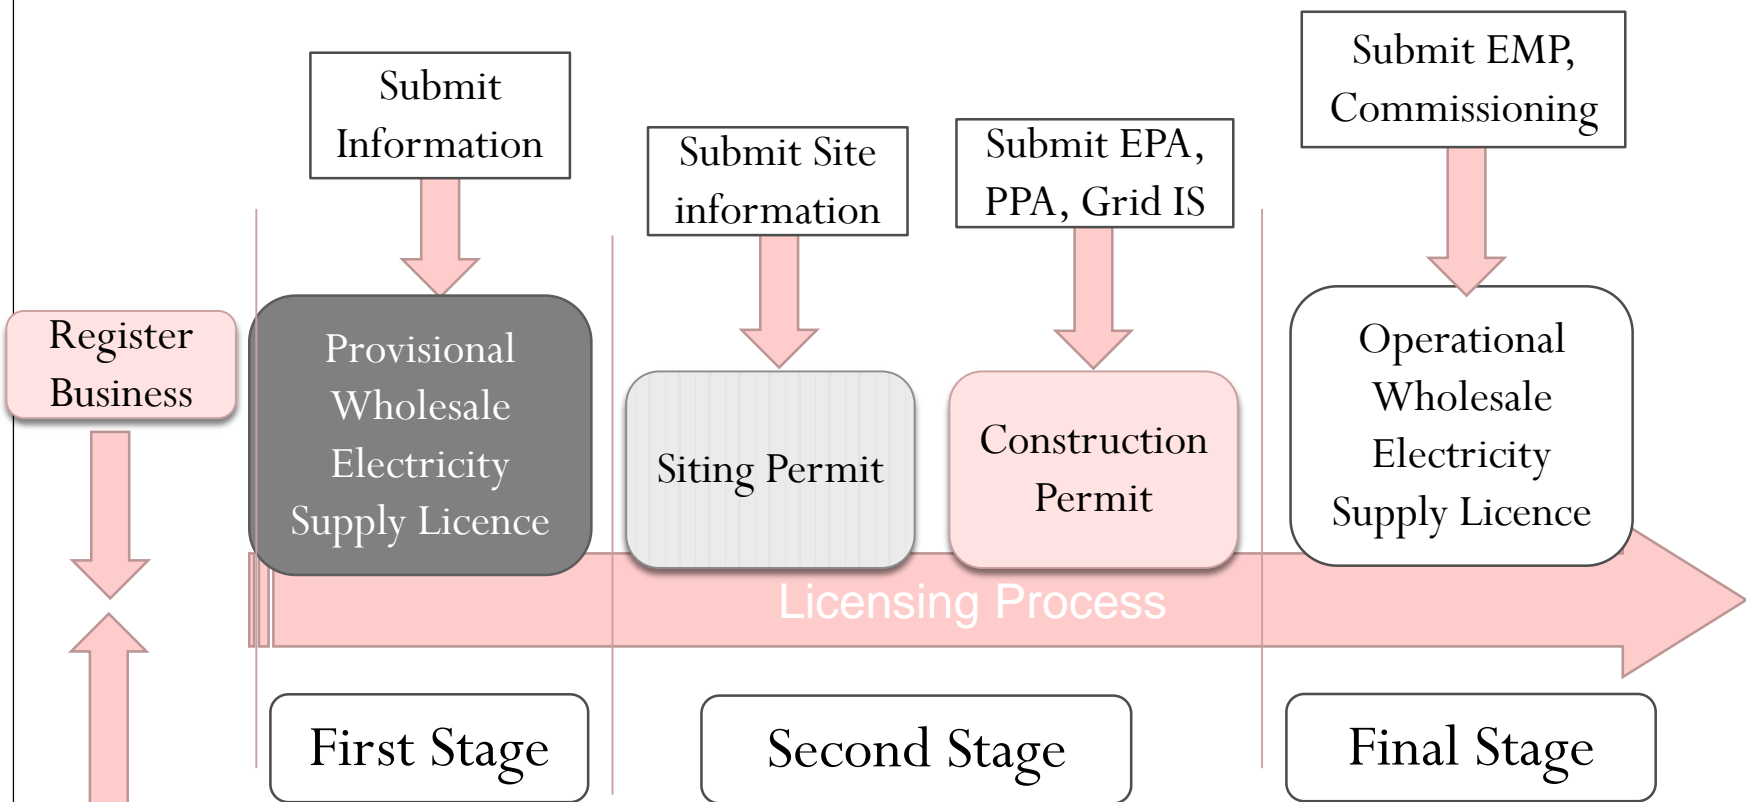 Submit
Information
Submit Site
information
Submit EPA,
PPA, Grid IS
Submit EMP,
Commissioning
Register
Business
Provisional
Wholesale
Electricity
Supply Licence
Siting Permit
Construction
Permit
Operational
Wholesale
Electricity
Supply Licence
Licensing Process
First Stage
Second Stage
Final Stage